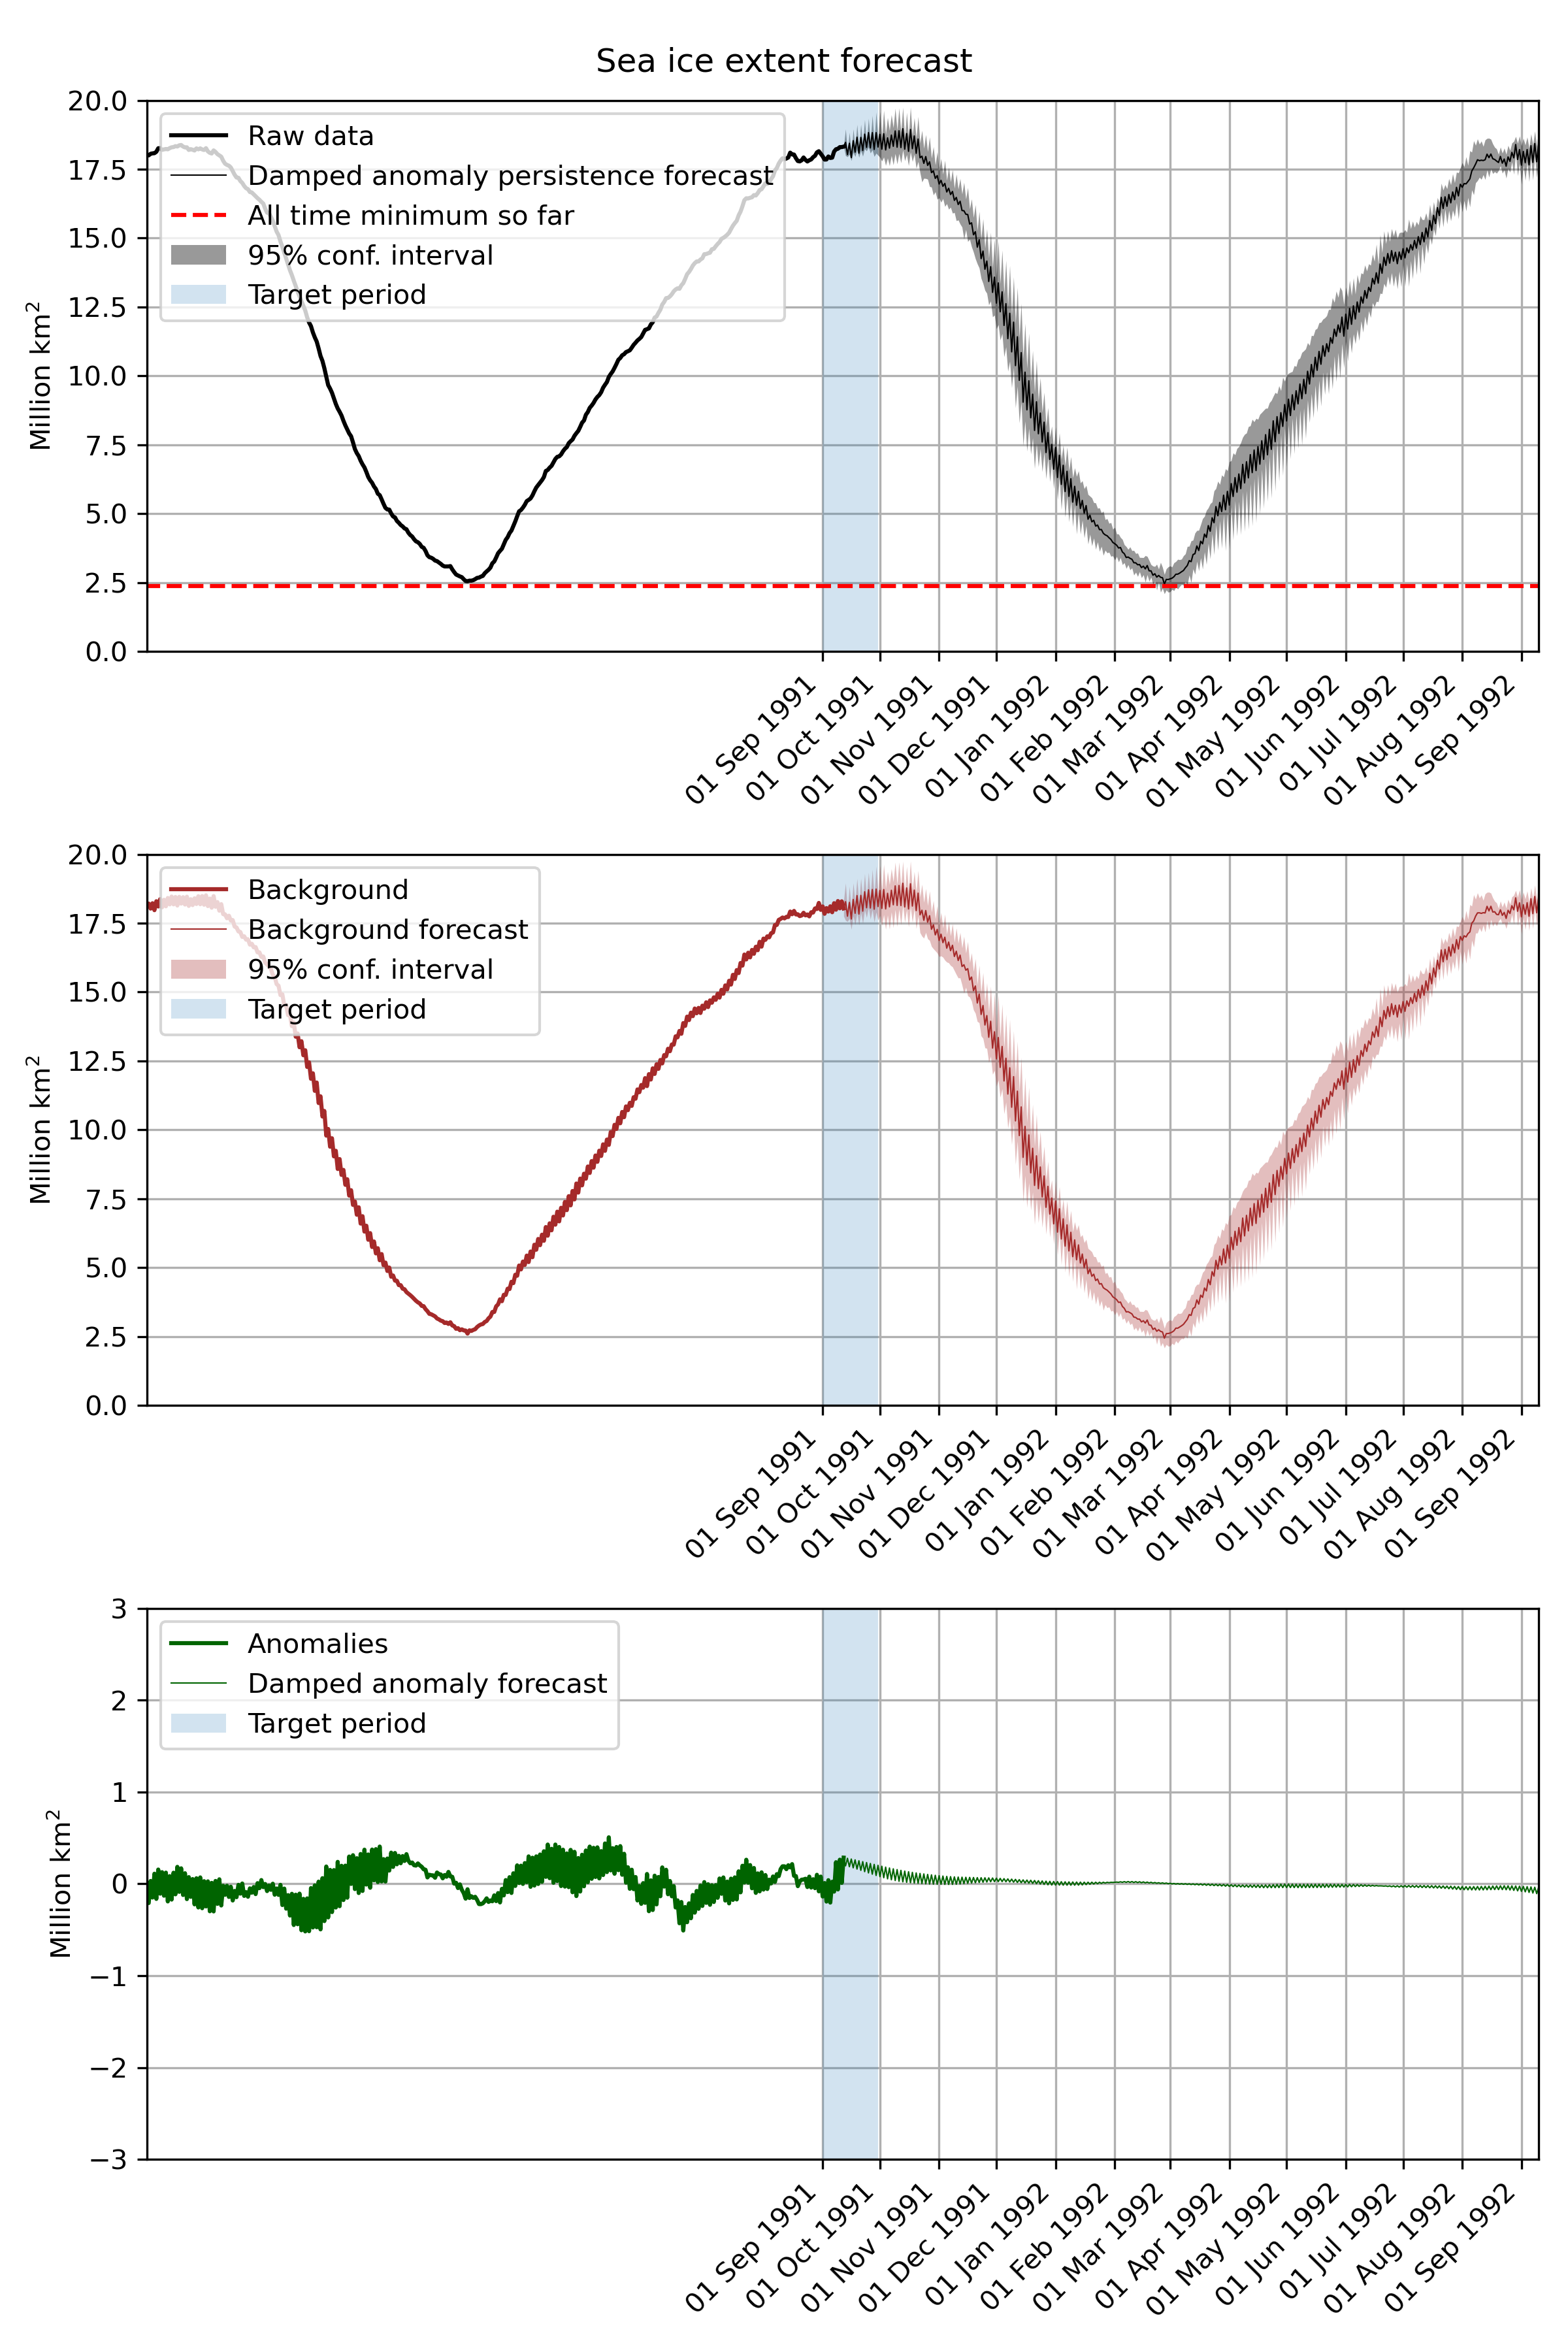 Sea ice extent forecast
20.0
17.5
15.0
12.5
10.0
7.5
5.0
2.5
0.0
Million km²
Raw data
Damped anomaly persistence forecast
All time minimum so far
95% conf. interval
Target period
01 Sep 1991
01 Oct 1991
01 Nov 1991
01 Dec 1991
01 Jan 1992
01 Feb 1992
01 Mar 1992
01 Apr 1992
01 May 1992
01 Jun 1992
01 Jul 1992
01 Aug 1992
01 Sep 1992
20.0
17.5
15.0
12.5
10.0
7.5
5.0
2.5
0.0
Million km²
Background
Background forecast
95% conf. interval
Target period
01 Sep 1991
01 Oct 1991
01 Nov 1991
01 Dec 1991
01 Jan 1992
01 Feb 1992
01 Mar 1992
01 Apr 1992
01 May 1992
01 Jun 1992
01 Jul 1992
01 Aug 1992
01 Sep 1992
3
2
1
0
−1
−2
−3
Million km²
Anomalies
Damped anomaly forecast
Target period
01 Sep 1991
01 Oct 1991
01 Nov 1991
01 Dec 1991
01 Jan 1992
01 Feb 1992
01 Mar 1992
01 Apr 1992
01 May 1992
01 Jun 1992
01 Jul 1992
01 Aug 1992
01 Sep 1992